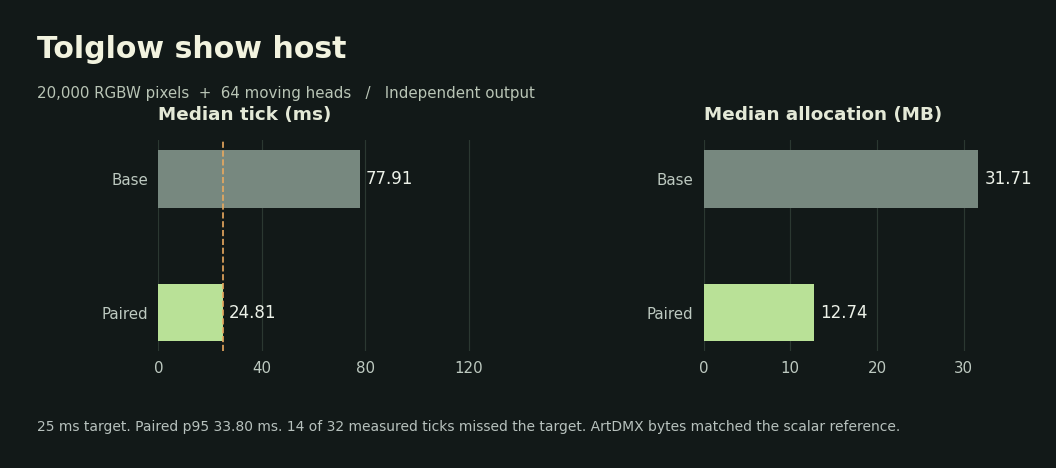 Tolglow show host
20,000 RGBW pixels + 64 moving heads / Independent output
Median tick (ms)
Base
77.91
Paired
24.81
0 40 80 120
Median allocation (MB)
Base
31.71
Paired
12.74
0 10 20 30
25 ms target. Paired p95 33.80 ms. 14 of 32 measured ticks missed the target. ArtDMX bytes matched the scalar reference.